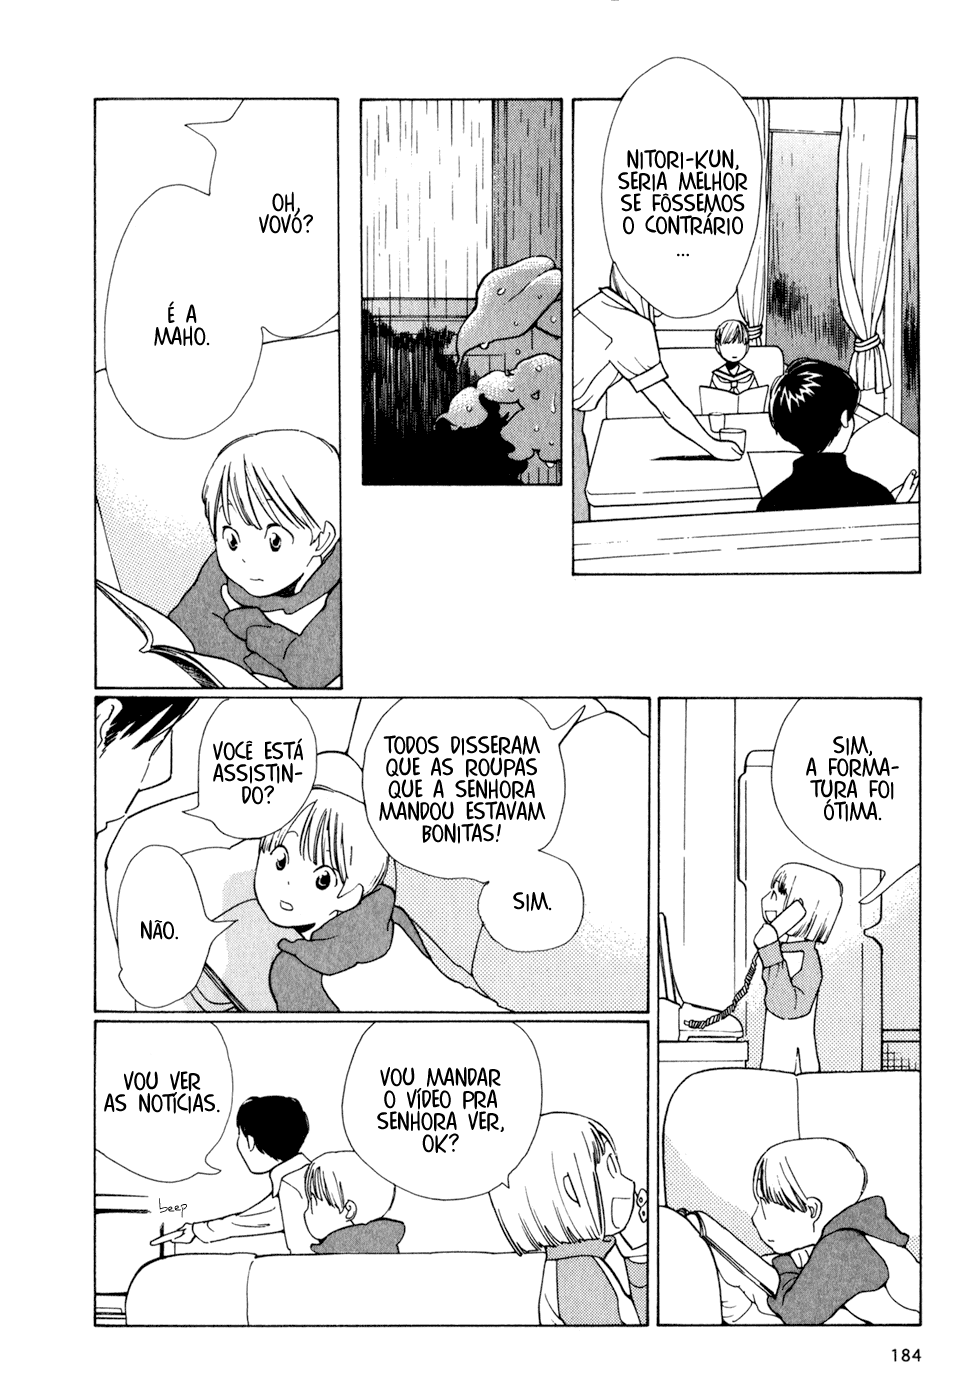 NITORI-KUN,
SERIA MELHOR
SE FÔSSEMOS
O CONTRÁRIO
...
OH,
VOVÓ?
É A
MAHO.
SIM,
A FORMA-
TURA FOI
ÓTIMA.
TODOS DISSERAM
QUE AS ROUPAS
QUE A SENHORA
MANDOU ESTAVAM
BONITAS!
SIM.
VOCÊ ESTÁ
ASSISTIN-
DO?
NÃO.
VOU MANDAR
O VÍDEO PRA
SENHORA VER,
OK?
VOU VER
AS NOTÍCIAS.
beep
184